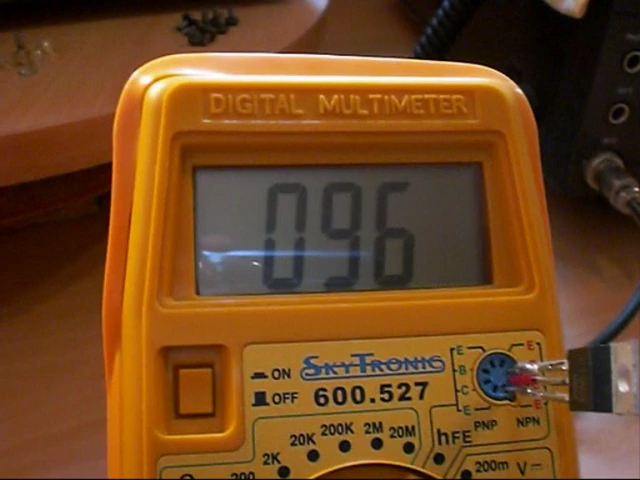 DIGITAL MULTIMETER
096
ON
OFF
SKYTRONIC
600.527
E
B
C
E
E
E
PNP
NPN
hFE
2K
20K
200K
2M
20M
200
200m
V